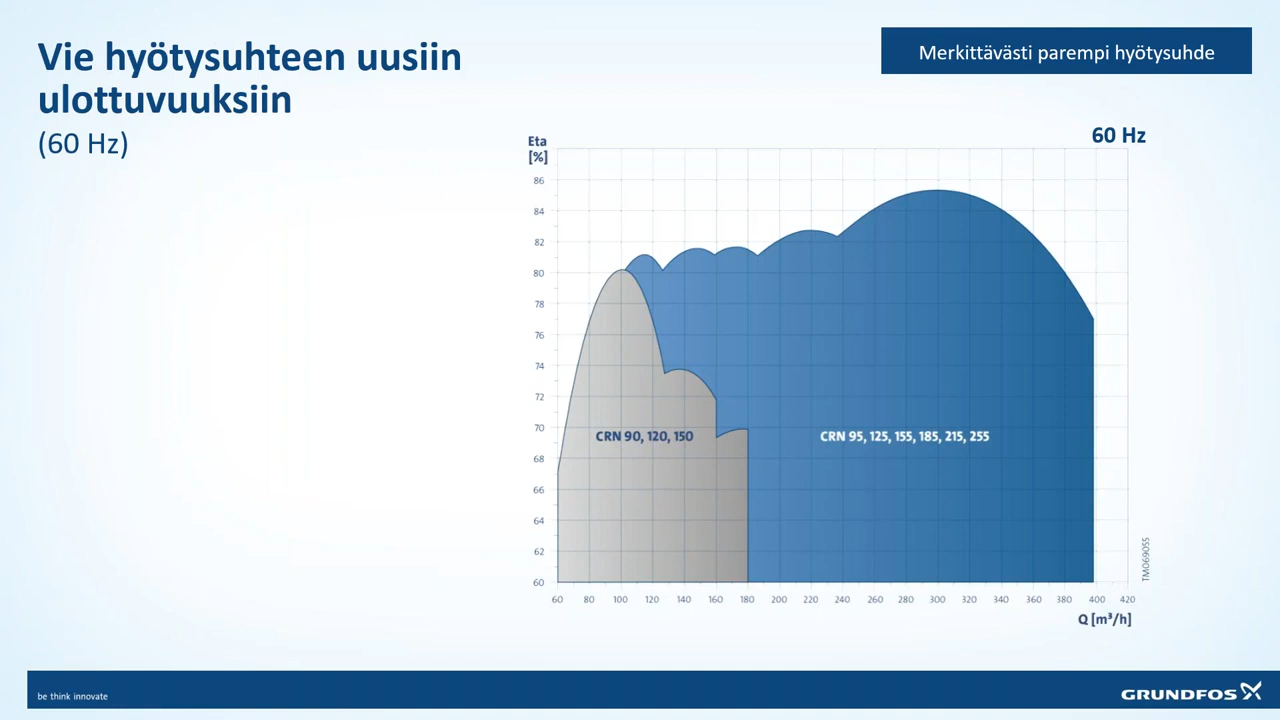 Vie hyötysuhteen uusiin
ulottuvuuksiin
(60 Hz)
Merkittävästi parempi hyötysuhde
60 Hz
Eta
[%]
86
84
82
80
78
76
74
72
70
68
66
64
62
60
CRN 90, 120, 150
CRN 95, 125, 155, 185, 215, 255
TM069055
60 80 100 120 140 160 180 200 220 240 260 280 300 320 340 360 380 400 420
Q [m³/h]
be think innovate
GRUNDFOS